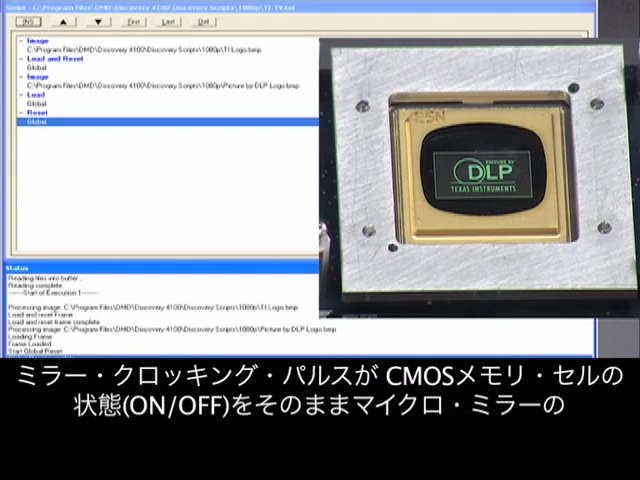 Script - C:\Program Files\DMD\Discovery 4100\Discovery Scripts\1080p\TI-TV.txt
INS ▲ ▼ First Last Del
Image
C:\Program Files\DMD\Discovery 4100\Discovery Scripts\1080p\TI Logo.bmp
Load and Reset
Global
Image
C:\Program Files\DMD\Discovery 4100\Discovery Scripts\1080p\Picture by DLP Logo.bmp
Load
Global
Reset
Global
Status
Reading files into buffer...
Reading complete.
-------Start of Execution 1-------
Processing image: C:\Program Files\DMD\Discovery 4100\Discovery Scripts\1080p\TI Logo.bmp
Load and reset Frame
Load and reset frame complete
Processing image: C:\Program Files\DMD\Discovery 4100\Discovery Scripts\1080p\Picture by DLP Logo.bmp
Loading Frame
Frame Loaded
Start Global Reset
25N
PICTURE BY
DLP
TEXAS INSTRUMENTS
ミラー・クロッキング・パルスが CMOSメモリ・セルの
状態(ON/OFF)をそのままマイクロ・ミラーの